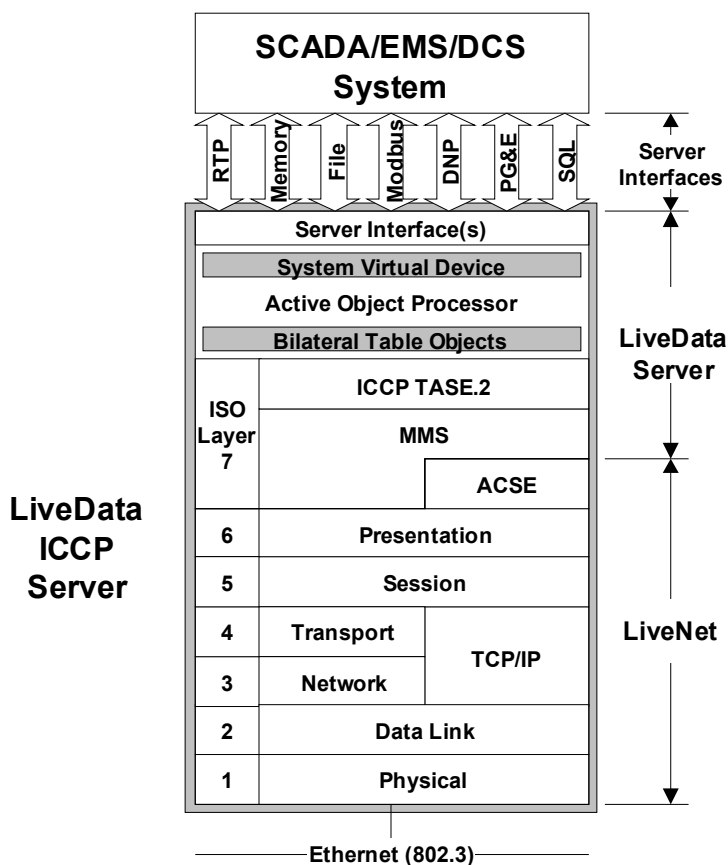 SCADA/EMS/DCS
System
RTP
Memory
File
Modbus
DNP
PG&E
SQL
Server
Interfaces
Server Interface(s)
System Virtual Device
Active Object Processor
Bilateral Table Objects
LiveData
Server
ISO
Layer
7
ICCP TASE.2
MMS
ACSE
LiveData
ICCP
Server
6
Presentation
5
Session
4
Transport
TCP/IP
LiveNet
3
Network
2
Data Link
1
Physical
Ethernet (802.3)